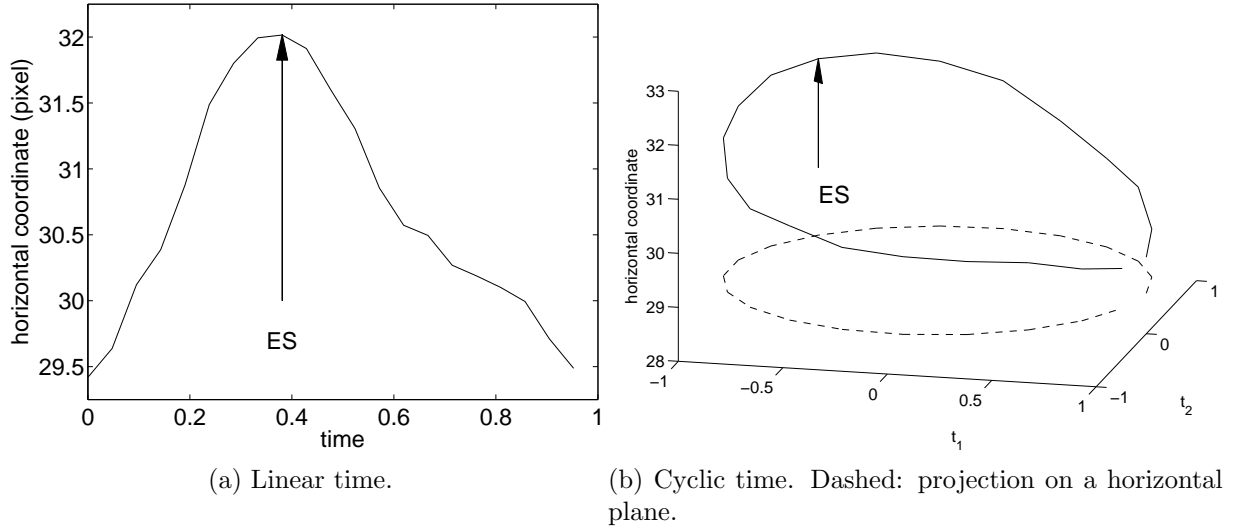 32
31.5
31
30.5
30
29.5
horizontal coordinate (pixel)
ES
0 0.2 0.4 0.6 0.8 1
time
(a) Linear time.
33
32
31
30
29
28
horizontal coordinate
ES
−1 −0.5 0 0.5 1
t_1
−1 0 1
t_2
(b) Cyclic time. Dashed: projection on a horizontal
plane.